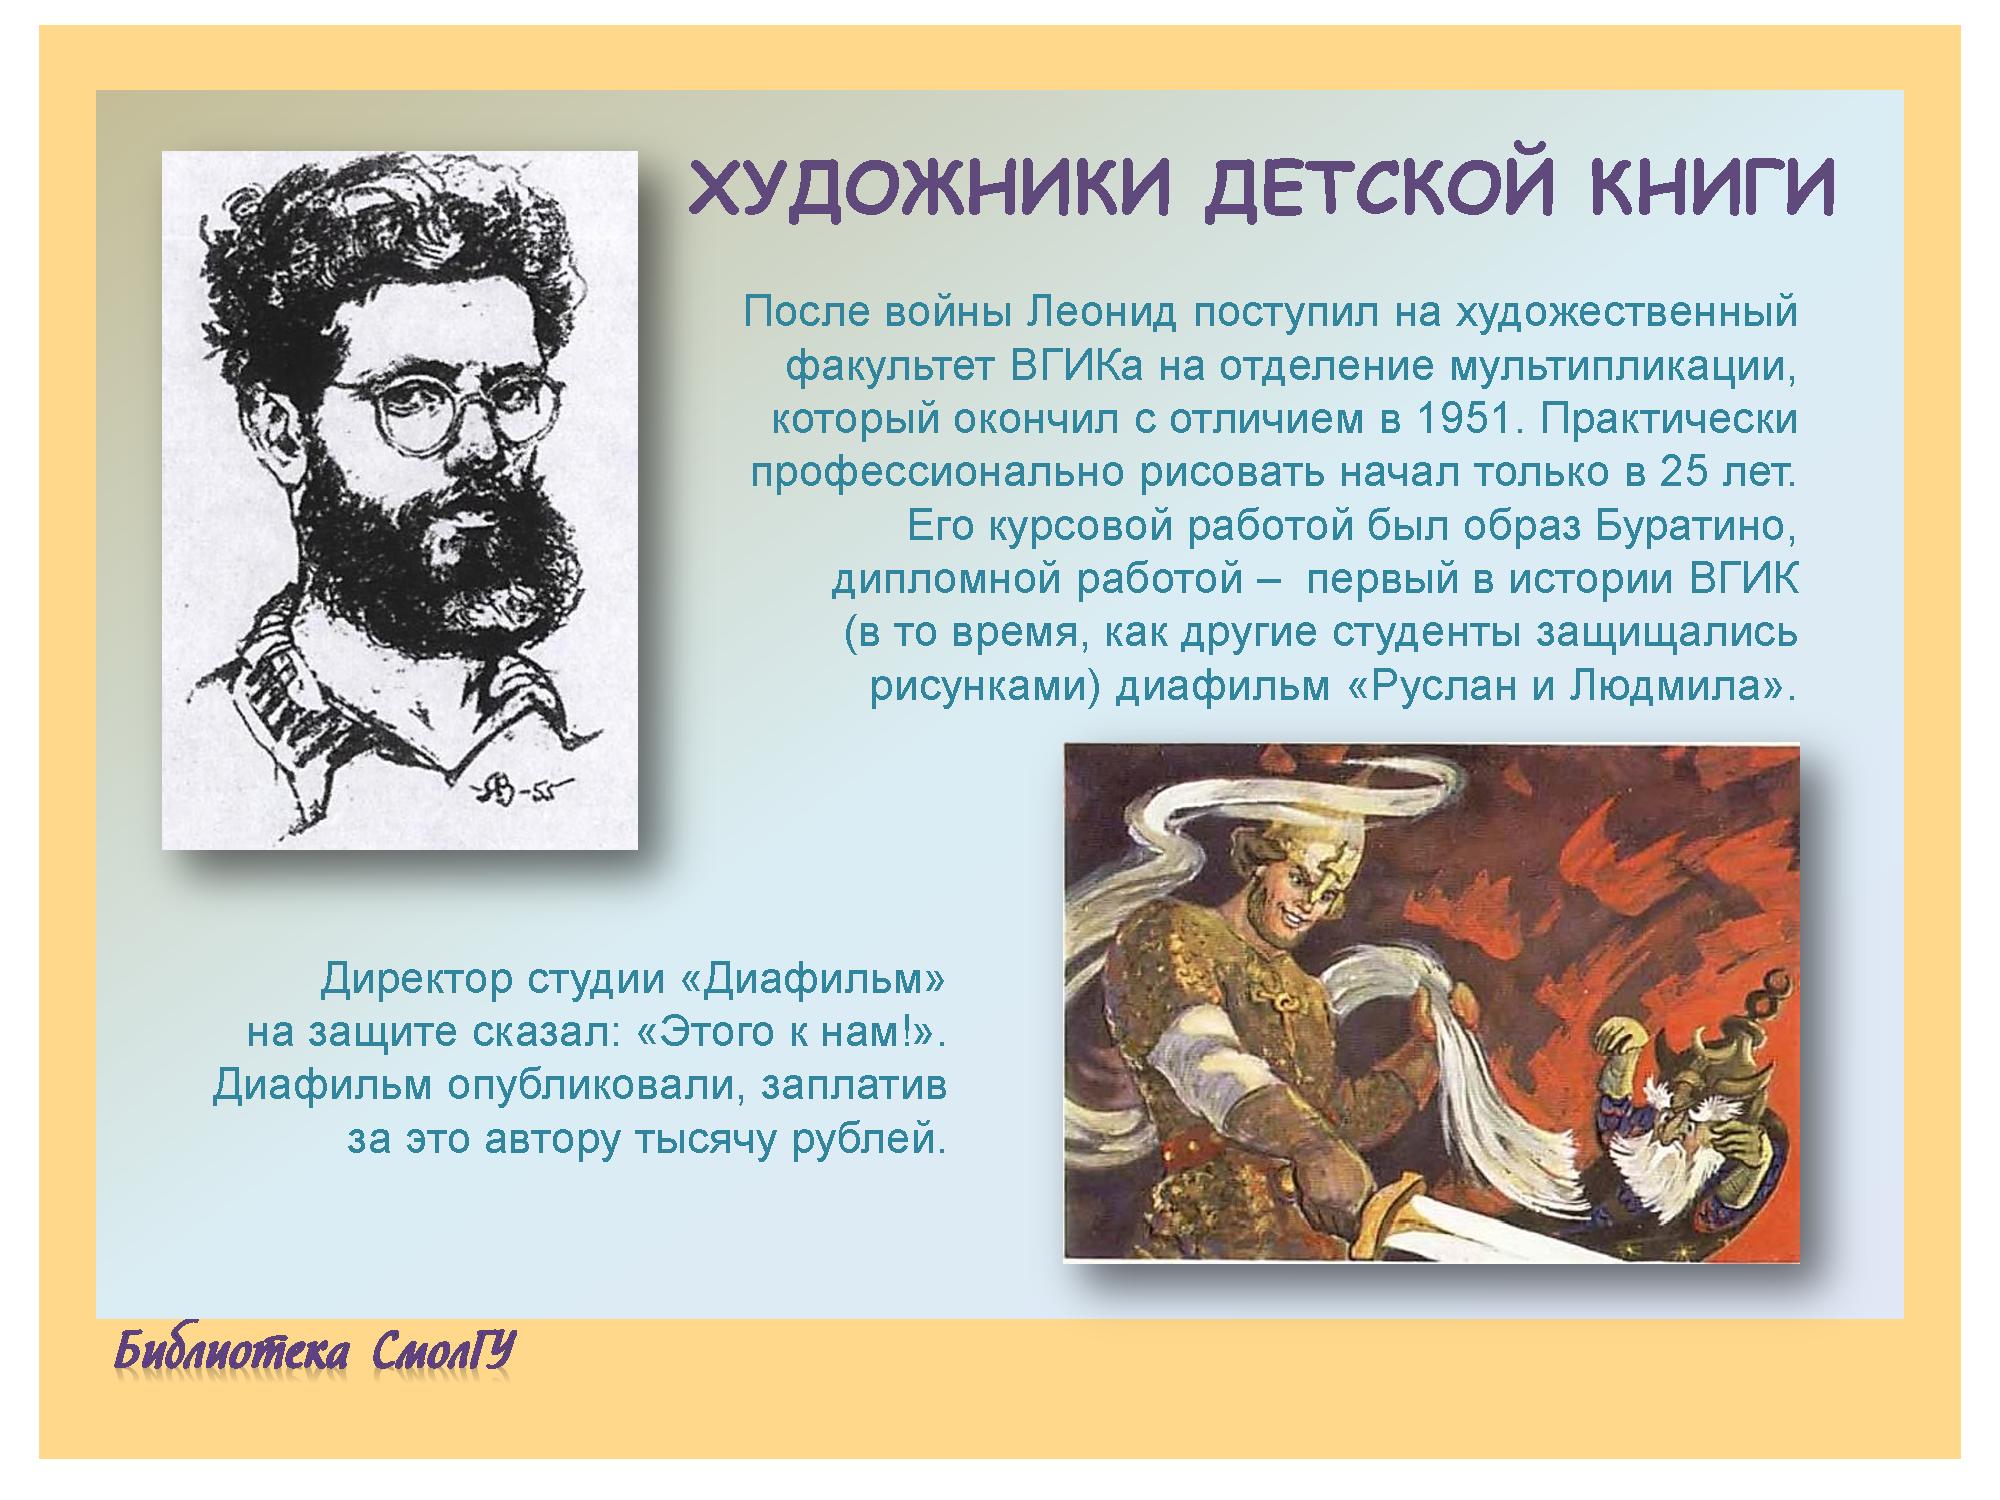 ХУДОЖНИКИ ДЕТСКОЙ КНИГИ
После войны Леонид поступил на художественный
факультет ВГИКа на отделение мультипликации,
который окончил с отличием в 1951. Практически
профессионально рисовать начал только в 25 лет.
Его курсовой работой был образ Буратино,
дипломной работой – первый в истории ВГИК
(в то время, как другие студенты защищались
рисунками) диафильм «Руслан и Людмила».
Директор студии «Диафильм»
на защите сказал: «Этого к нам!».
Диафильм опубликовали, заплатив
за это автору тысячу рублей.
Библиотека СмолГУ